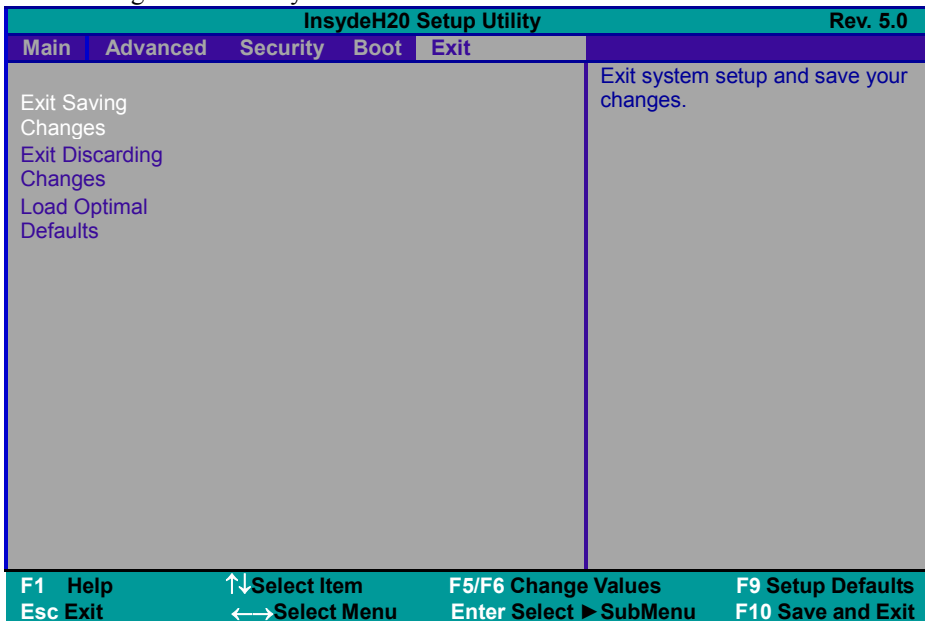 InsydeH20 Setup Utility Rev. 5.0
Main Advanced Security Boot Exit
Exit system setup and save your
changes.
Exit Saving
Changes
Exit Discarding
Changes
Load Optimal
Defaults
F1 Help ↑↓Select Item F5/F6 Change Values F9 Setup Defaults
Esc Exit ←→Select Menu Enter Select ►SubMenu F10 Save and Exit